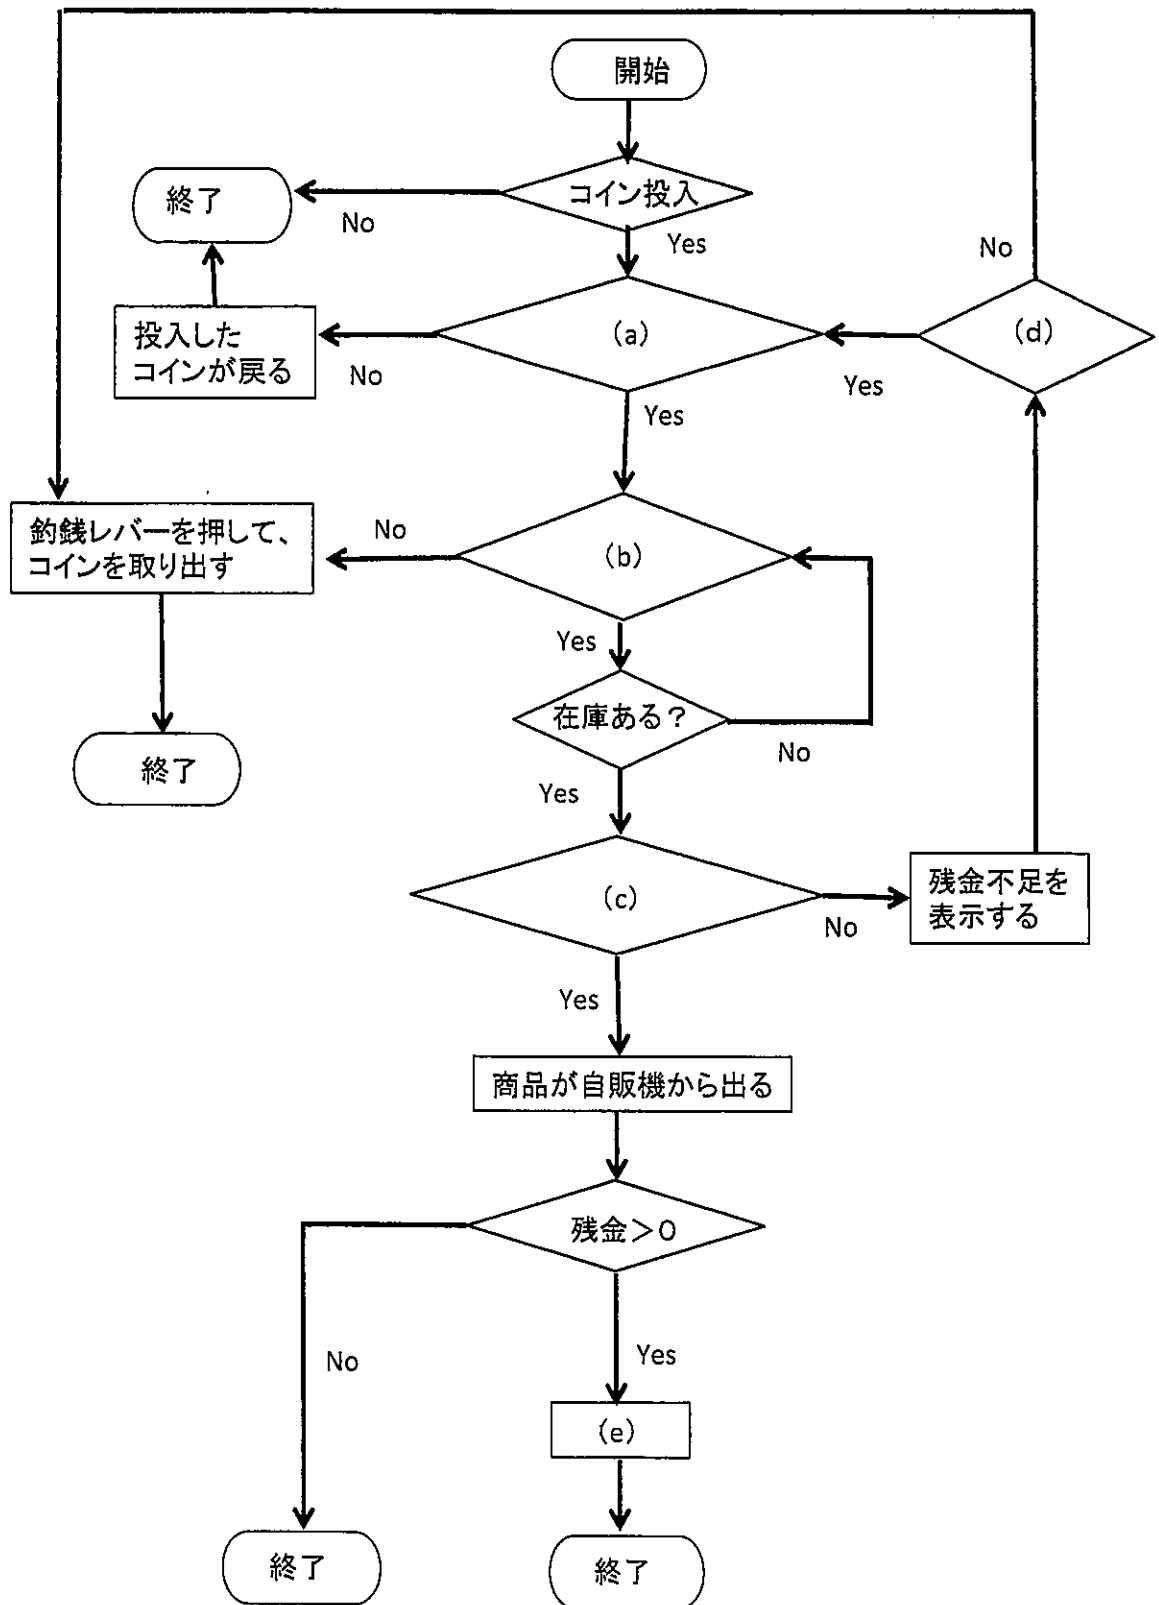 開始
コイン投入
終了
No
Yes
No
投入した
コインが戻る
No
(a)
Yes
(d)
Yes
釣銭レバーを押して、
コインを取り出す
No
(b)
Yes
在庫ある？
No
終了
Yes
(c)
No
残金不足を
表示する
Yes
商品が自販機から出る
残金＞0
No
Yes
(e)
終了
終了